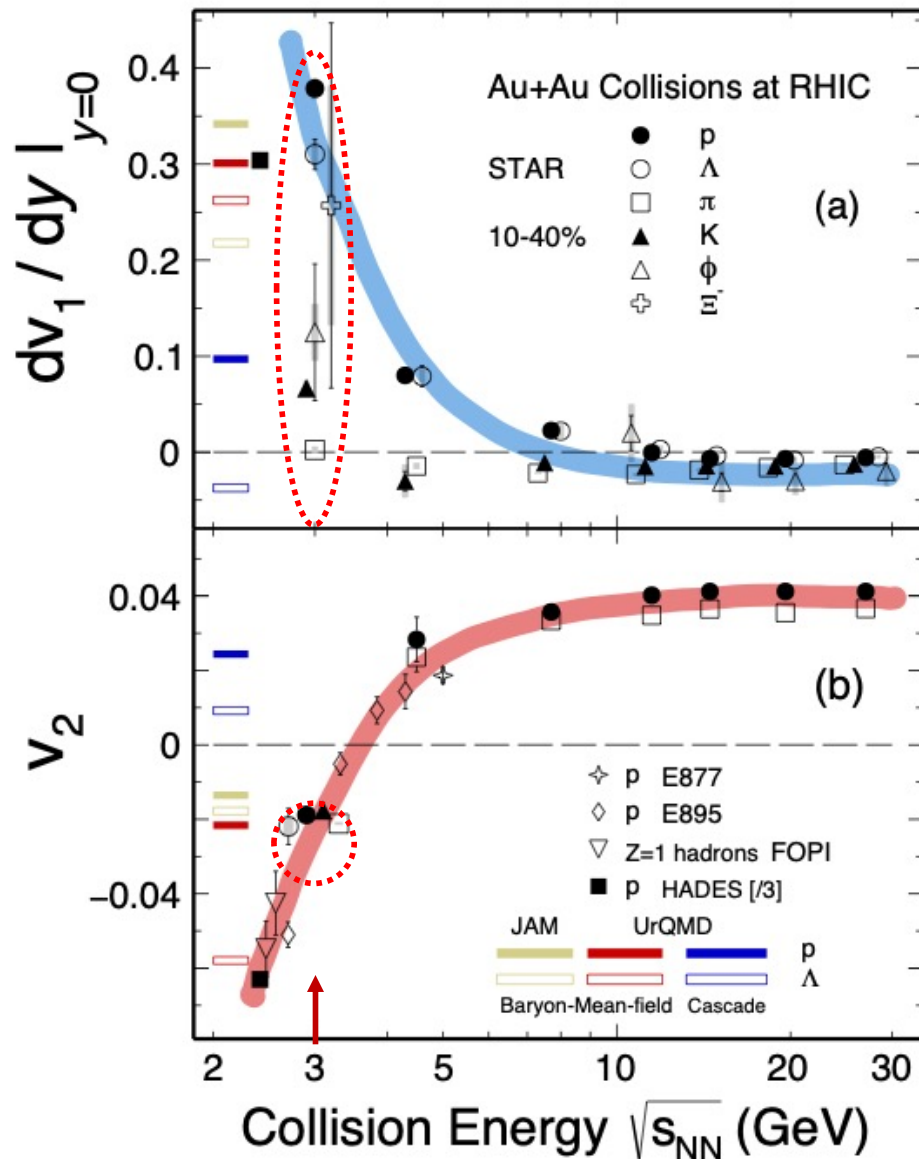 dv1 / dy |y=0
0.4
0.3
0.2
0.1
0
Au+Au Collisions at RHIC
p
STAR Λ
π
(a)
10-40% K
ϕ
Ξ-
v2
0.04
0
−0.04
(b)
p E877
p E895
Z=1 hadrons FOPI
p HADES [/3]
JAM UrQMD
p
Λ
Baryon-Mean-field Cascade
2 3 4 5 10 20 30
Collision Energy √sNN (GeV)